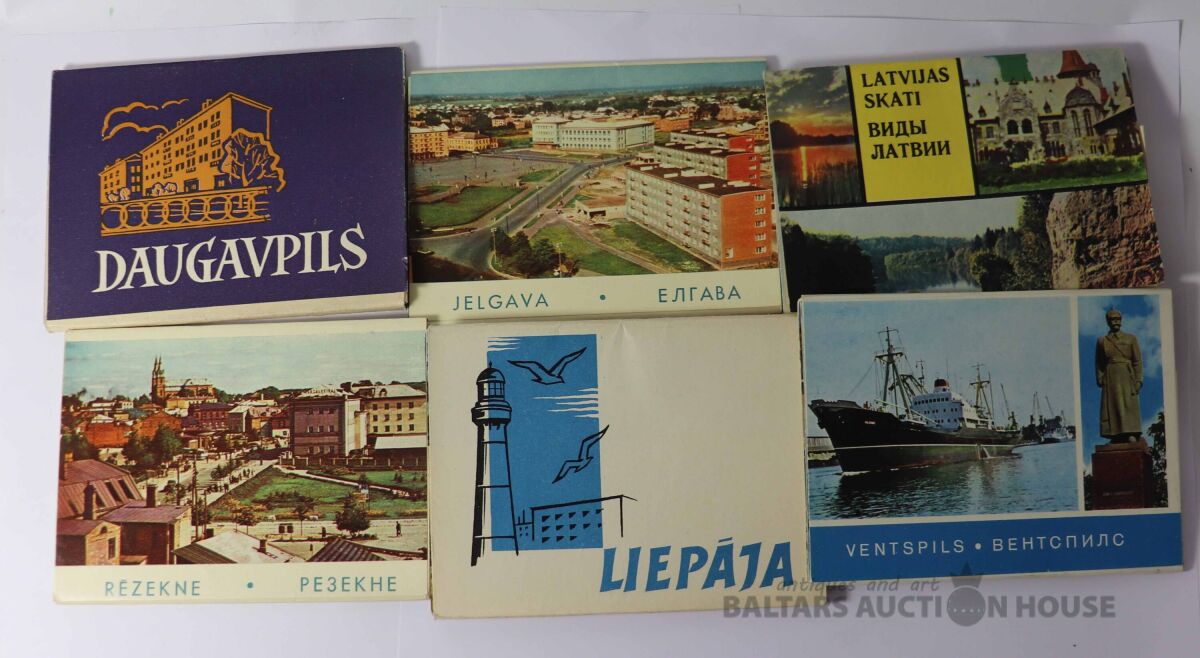 DAUGAVPILS
JELGAVA • ЕЛГАВА
LATVIJAS
SKATI
ВИДЫ
ЛАТВИИ
RĒZEKNE • РЕЗЕКНЕ
LIEPĀJA
VENTSPILS • ВЕНТСПИЛС
antiques and art
BALTARS AUCTION HOUSE